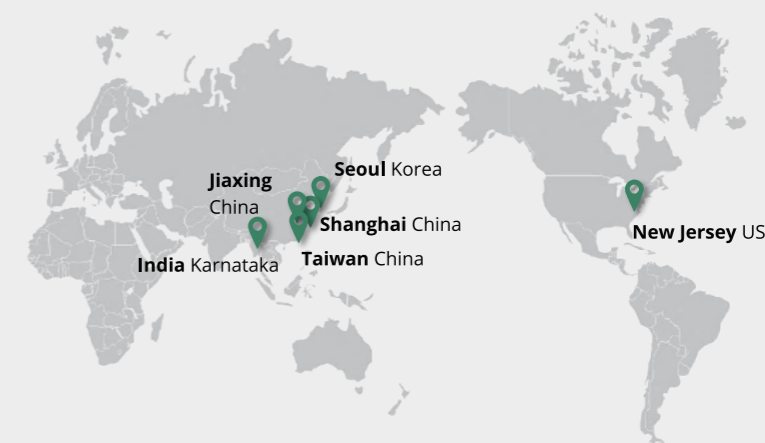 Seoul Korea
Jiaxing
China
Shanghai China
New Jersey US
Taiwan China
India Karnataka